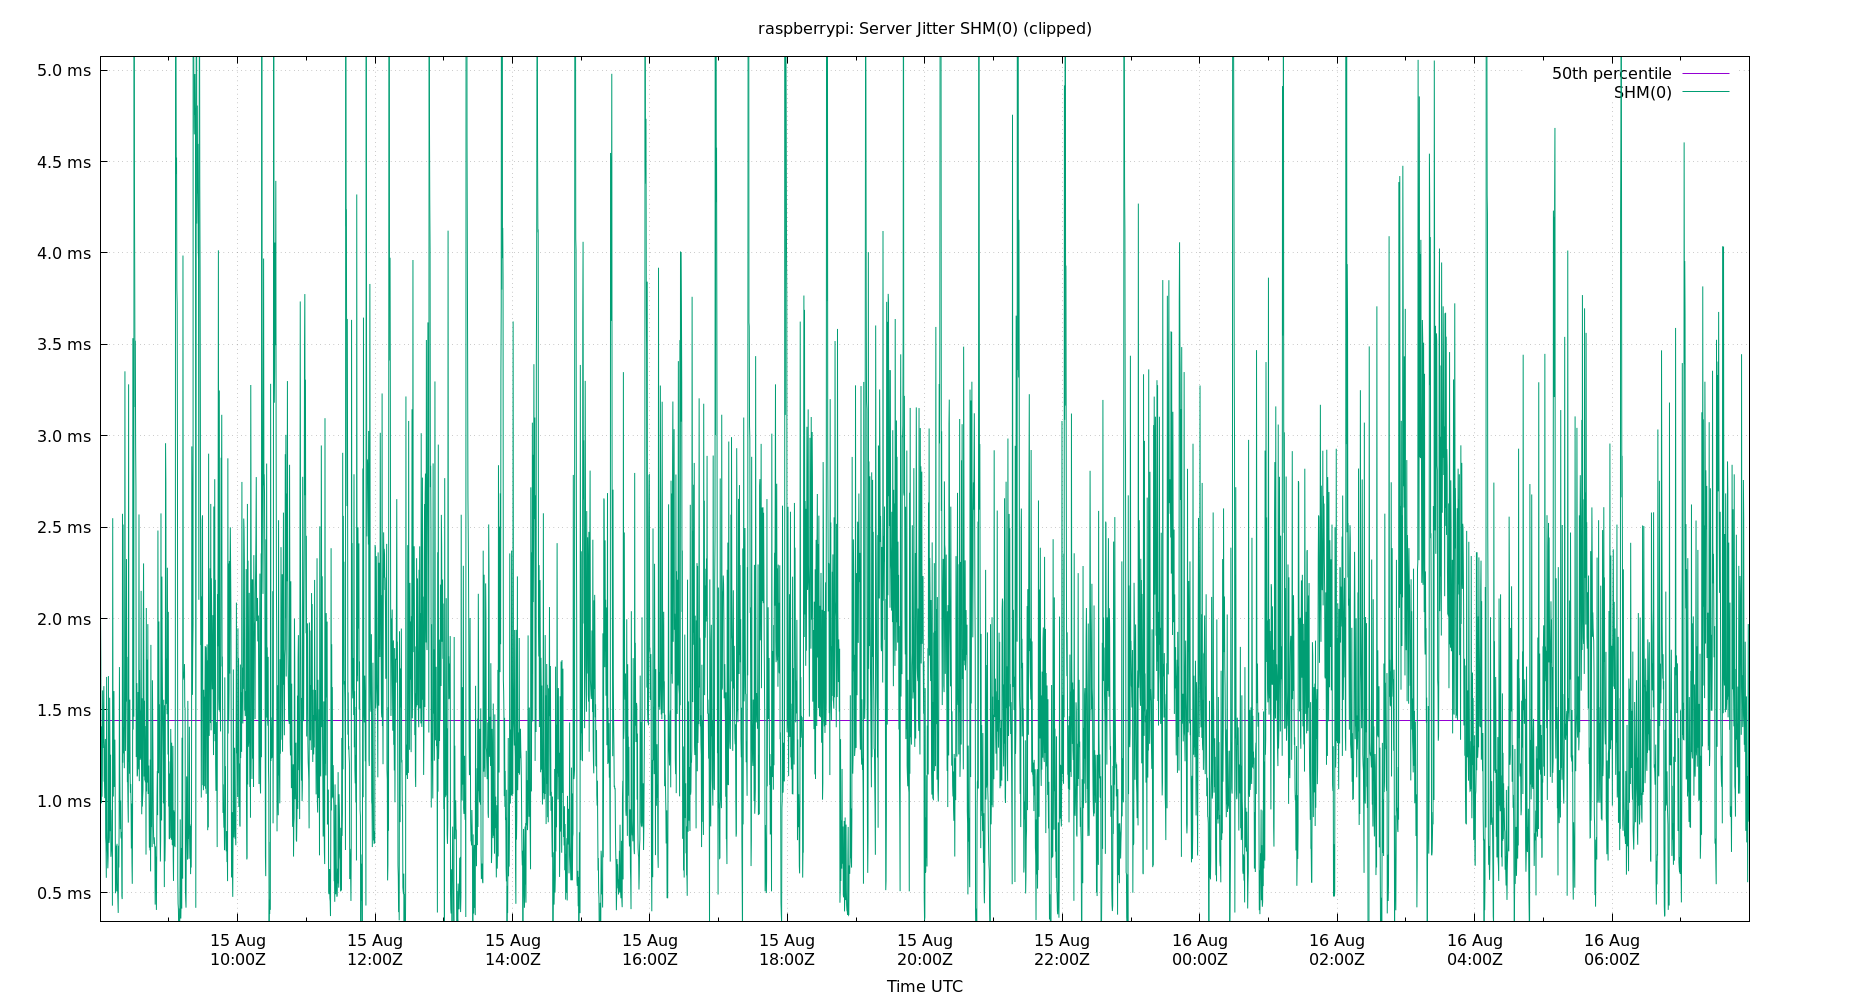 raspberrypi: Server Jitter SHM(0) (clipped)
5.0 ms
4.5 ms
4.0 ms
3.5 ms
3.0 ms
2.5 ms
2.0 ms
1.5 ms
1.0 ms
0.5 ms
50th percentile
SHM(0)
15 Aug 15 Aug 15 Aug 15 Aug 15 Aug 15 Aug 15 Aug 16 Aug 16 Aug 16 Aug 16 Aug
10:00Z 12:00Z 14:00Z 16:00Z 18:00Z 20:00Z 22:00Z 00:00Z 02:00Z 04:00Z 06:00Z
Time UTC